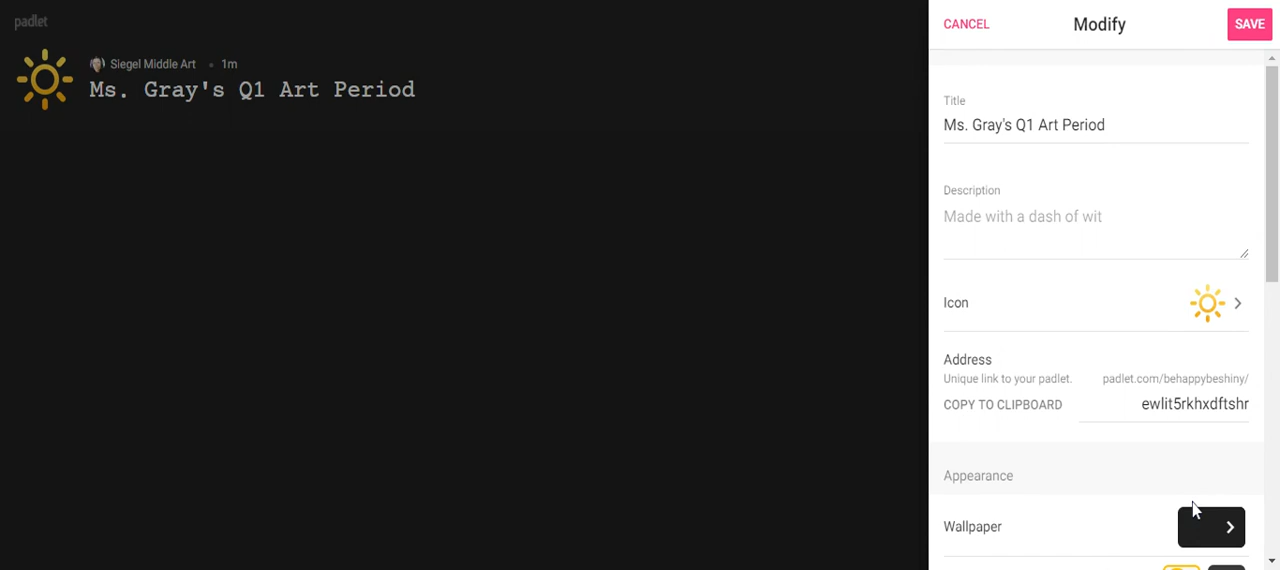 padlet
Siegel Middle Art • 1m
Ms. Gray's Q1 Art Period
CANCEL
Modify
SAVE
Title
Ms. Gray's Q1 Art Period
Description
Made with a dash of wit
Icon
Address
Unique link to your padlet.
padlet.com/behappybeshiny/
COPY TO CLIPBOARD
ewlit5rkhxdftshr
Appearance
Wallpaper